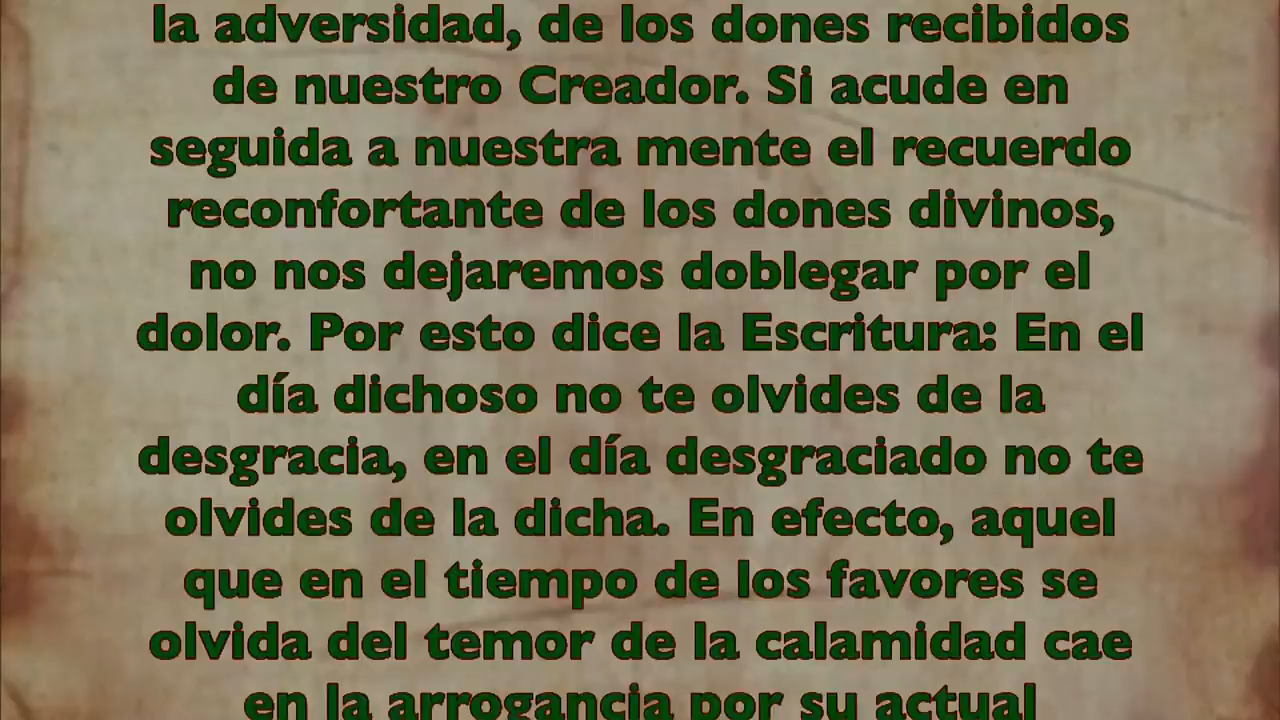 la adversidad, de los dones recibidos
de nuestro Creador. Si acude en
seguida a nuestra mente el recuerdo
reconfortante de los dones divinos,
no nos dejaremos doblegar por el
dolor. Por esto dice la Escritura: En el
día dichoso no te olvides de la
desgracia, en el día desgraciado no te
olvides de la dicha. En efecto, aquel
que en el tiempo de los favores se
olvida del temor de la calamidad cae
en la arrogancia por su actual